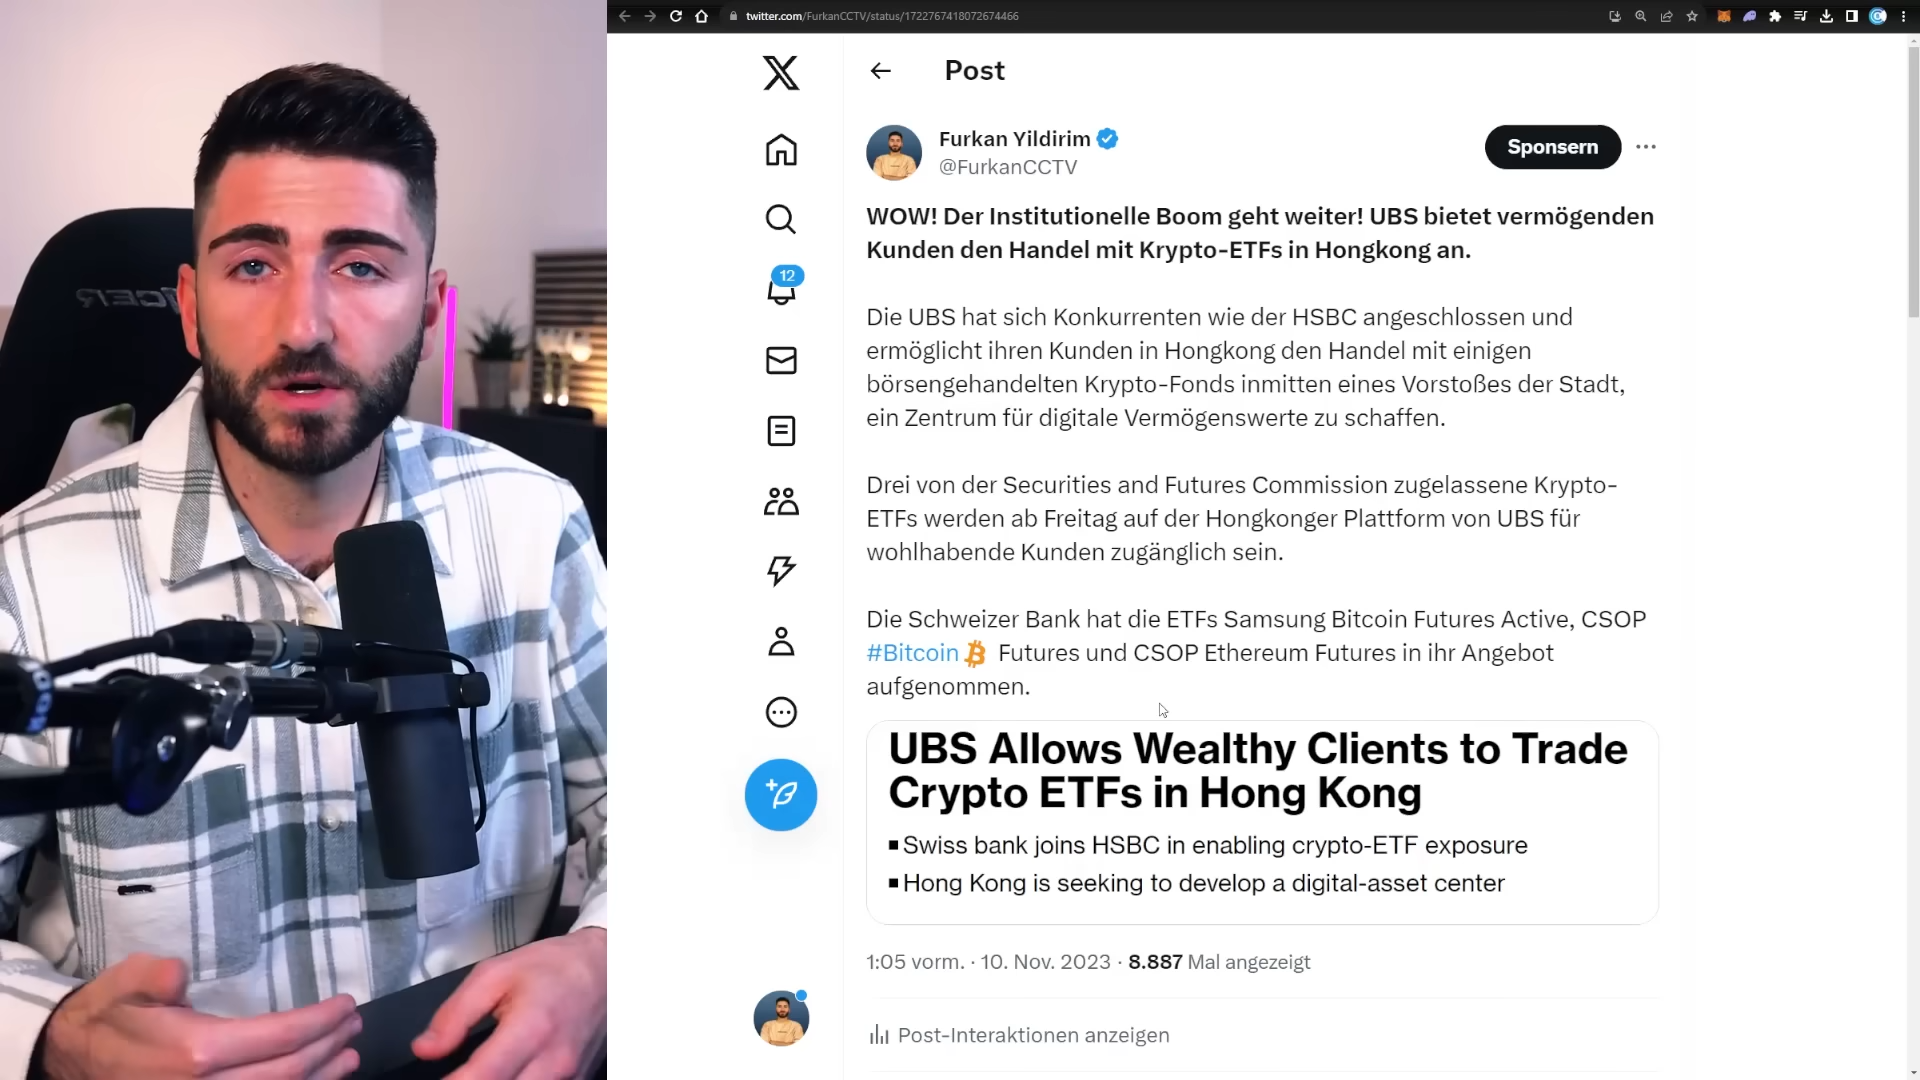 twitter.com/FurkanCCTV/status/1722767418072674466
Post
Furkan Yildirim
@FurkanCCTV
Sponsern
WOW! Der Institutionelle Boom geht weiter! UBS bietet vermögenden
Kunden den Handel mit Krypto-ETFs in Hongkong an.
Die UBS hat sich Konkurrenten wie der HSBC angeschlossen und
ermöglicht ihren Kunden in Hongkong den Handel mit einigen
börsengehandelten Krypto-Fonds inmitten eines Vorstoßes der Stadt,
ein Zentrum für digitale Vermögenswerte zu schaffen.
Drei von der Securities and Futures Commission zugelassene Krypto-
ETFs werden ab Freitag auf der Hongkonger Plattform von UBS für
wohlhabende Kunden zugänglich sein.
Die Schweizer Bank hat die ETFs Samsung Bitcoin Futures Active, CSOP
#Bitcoin Futures und CSOP Ethereum Futures in ihr Angebot
aufgenommen.
UBS Allows Wealthy Clients to Trade
Crypto ETFs in Hong Kong
▪ Swiss bank joins HSBC in enabling crypto-ETF exposure
▪ Hong Kong is seeking to develop a digital-asset center
1:05 vorm. · 10. Nov. 2023 · 8.887 Mal angezeigt
Post-Interaktionen anzeigen
12